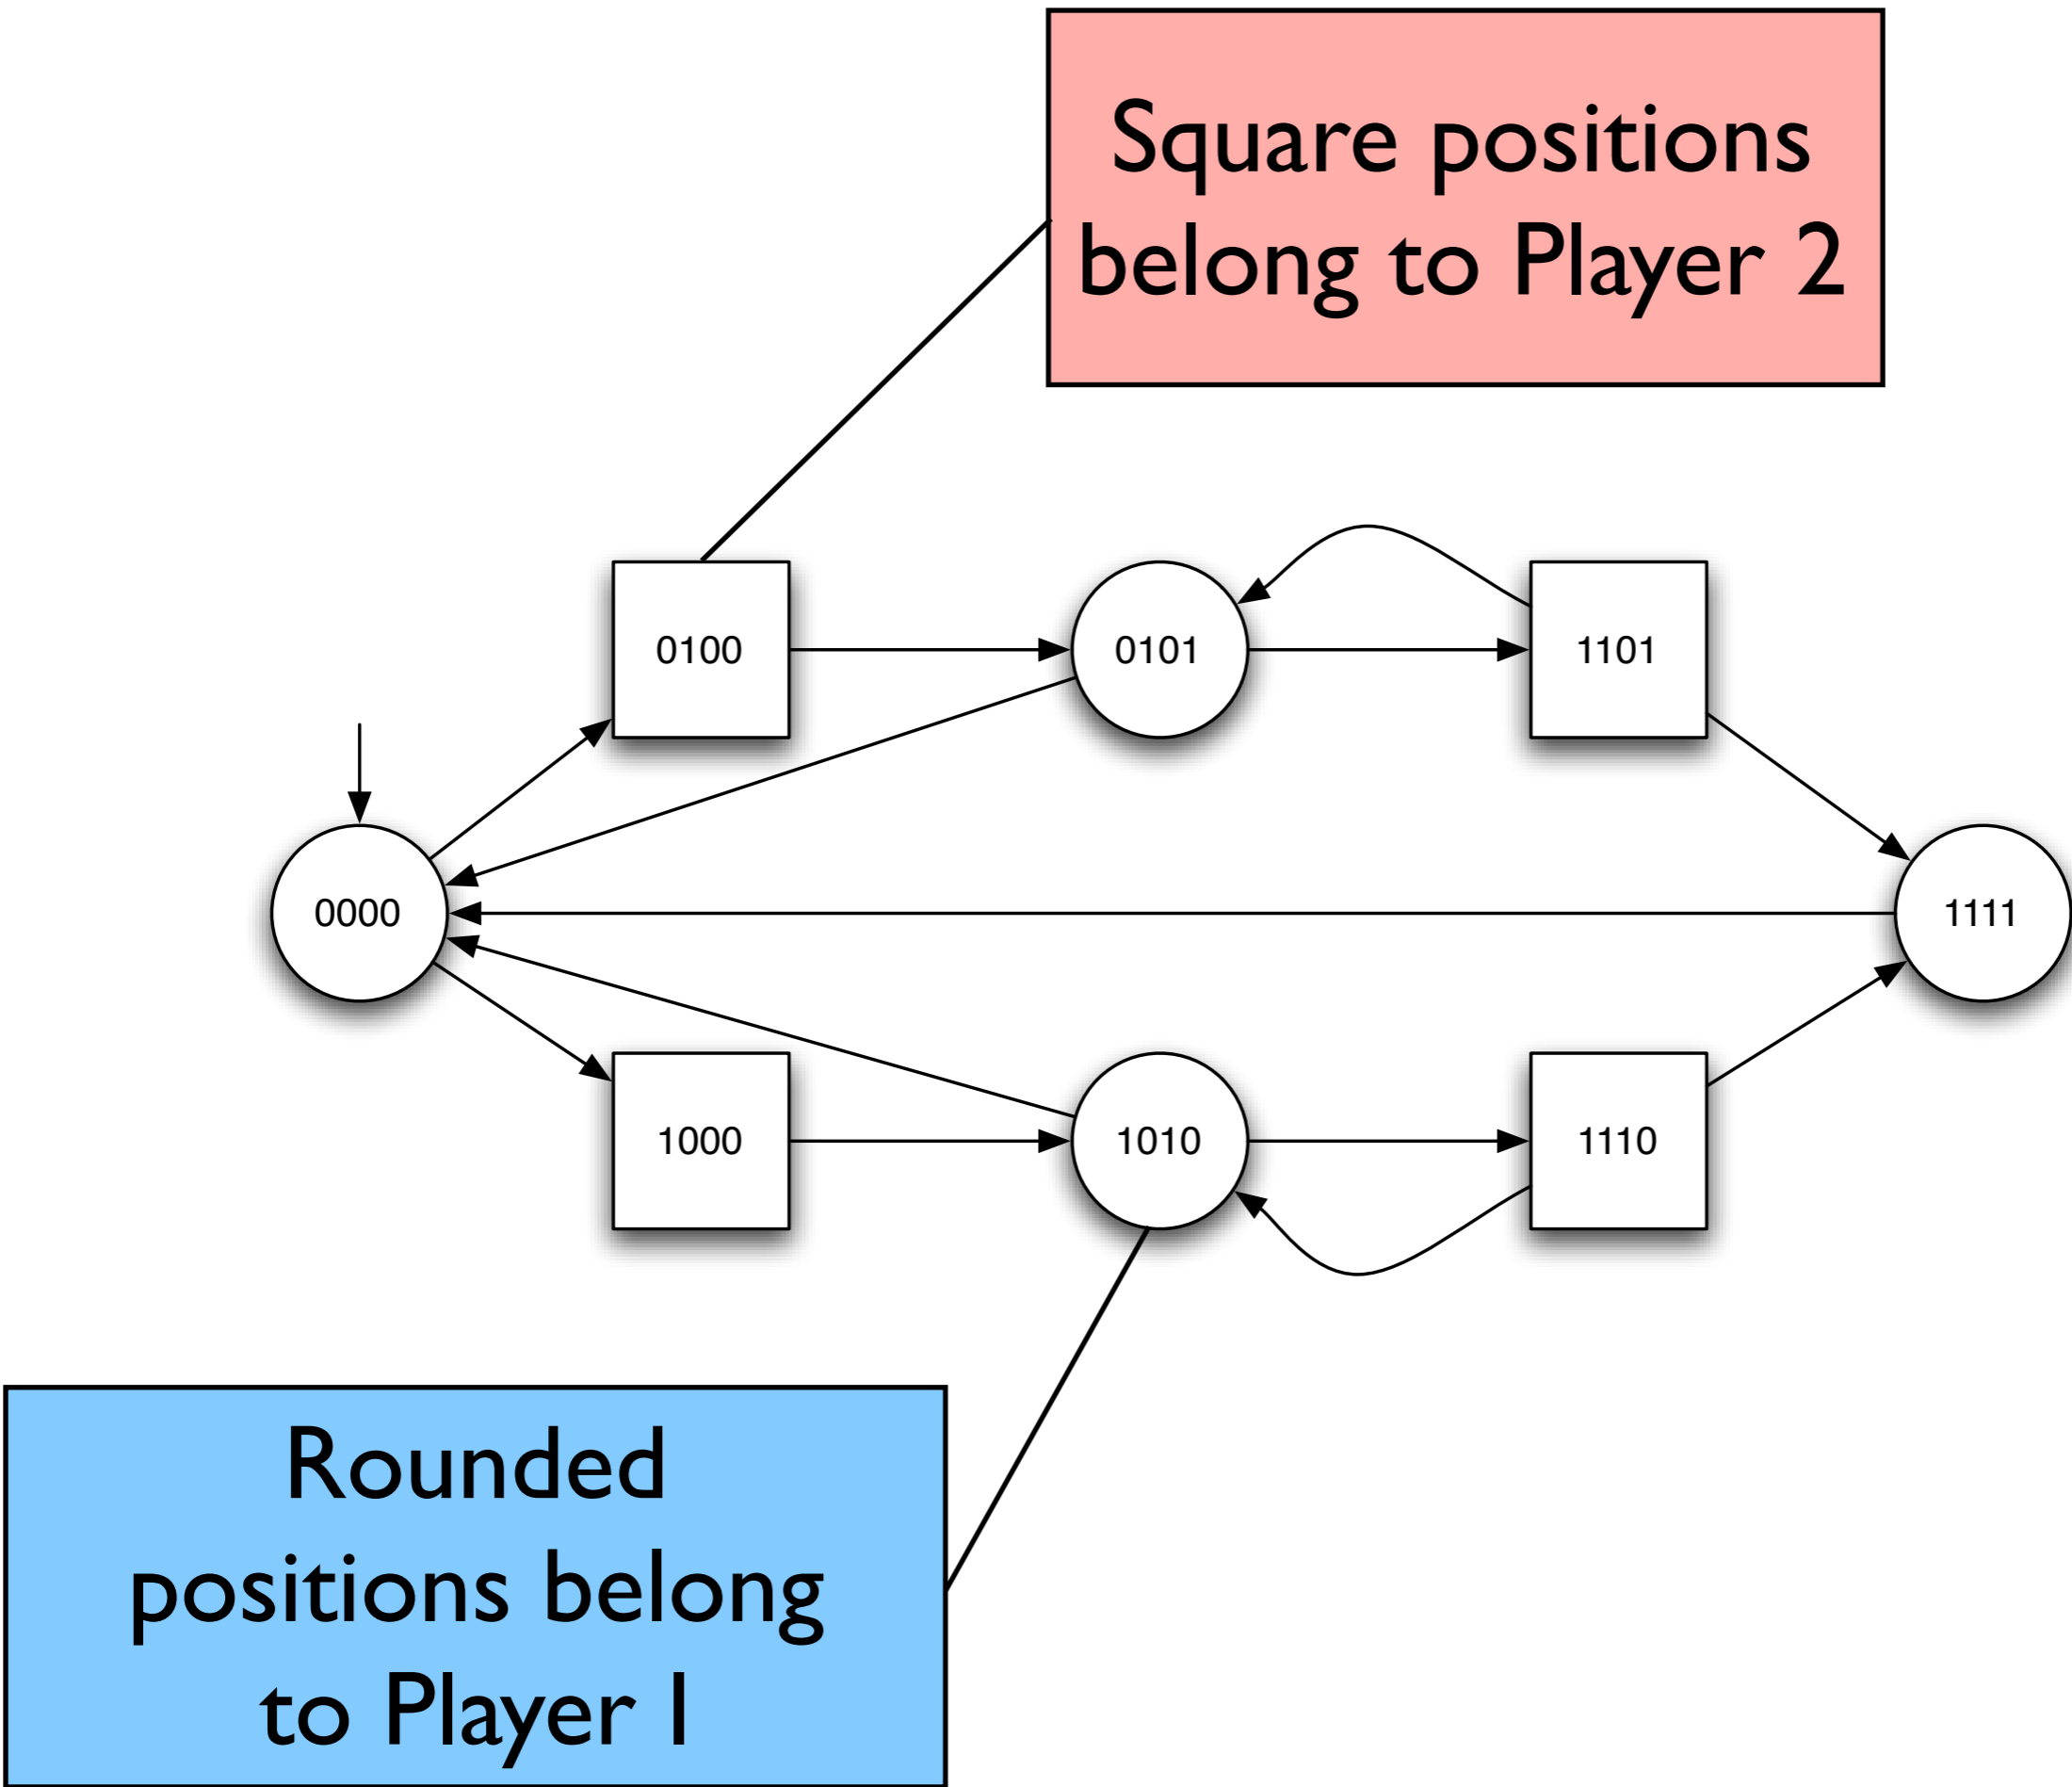 Square positions
belong to Player 2
0100
0101
1101
0000
1111
1000
1010
1110
Rounded
positions belong
to Player 1